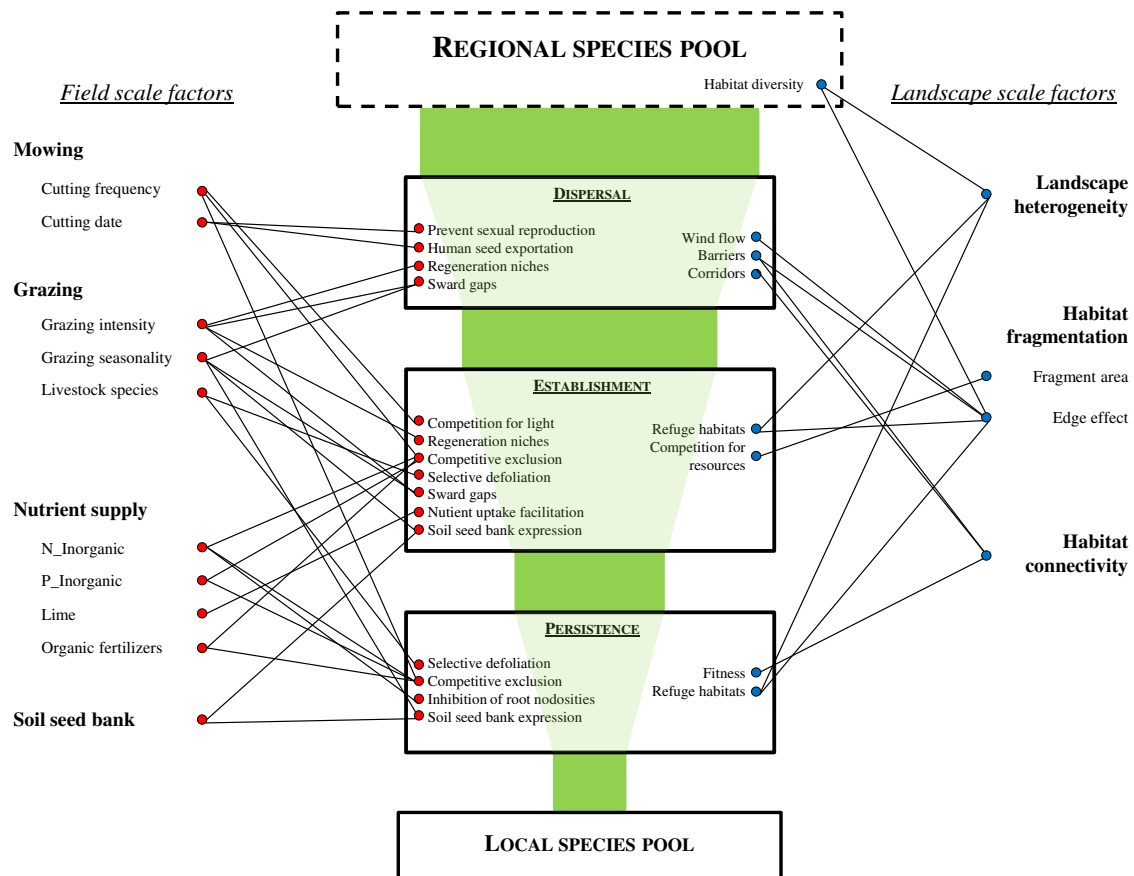 REGIONAL SPECIES POOL
Habitat diversity
Field scale factors
Landscape scale factors
Mowing
Cutting frequency
Cutting date
Grazing
Grazing intensity
Grazing seasonality
Livestock species
Nutrient supply
N_Inorganic
P_Inorganic
Lime
Organic fertilizers
Soil seed bank
DISPERSAL
Prevent sexual reproduction
Human seed exportation
Regeneration niches
Sward gaps
Wind flow
Barriers
Corridors
ESTABLISHMENT
Competition for light
Regeneration niches
Competitive exclusion
Selective defoliation
Sward gaps
Nutient uptake facilitation
Soil seed bank expression
Refuge habitats
Competition for
resources
PERSISTENCE
Selective defoliation
Competitive exclusion
Inhibition of root nodosities
Soil seed bank expression
Fitness
Refuge habitats
Landscape
heterogeneity
Habitat
fragmentation
Fragment area
Edge effect
Habitat
connectivity
LOCAL SPECIES POOL